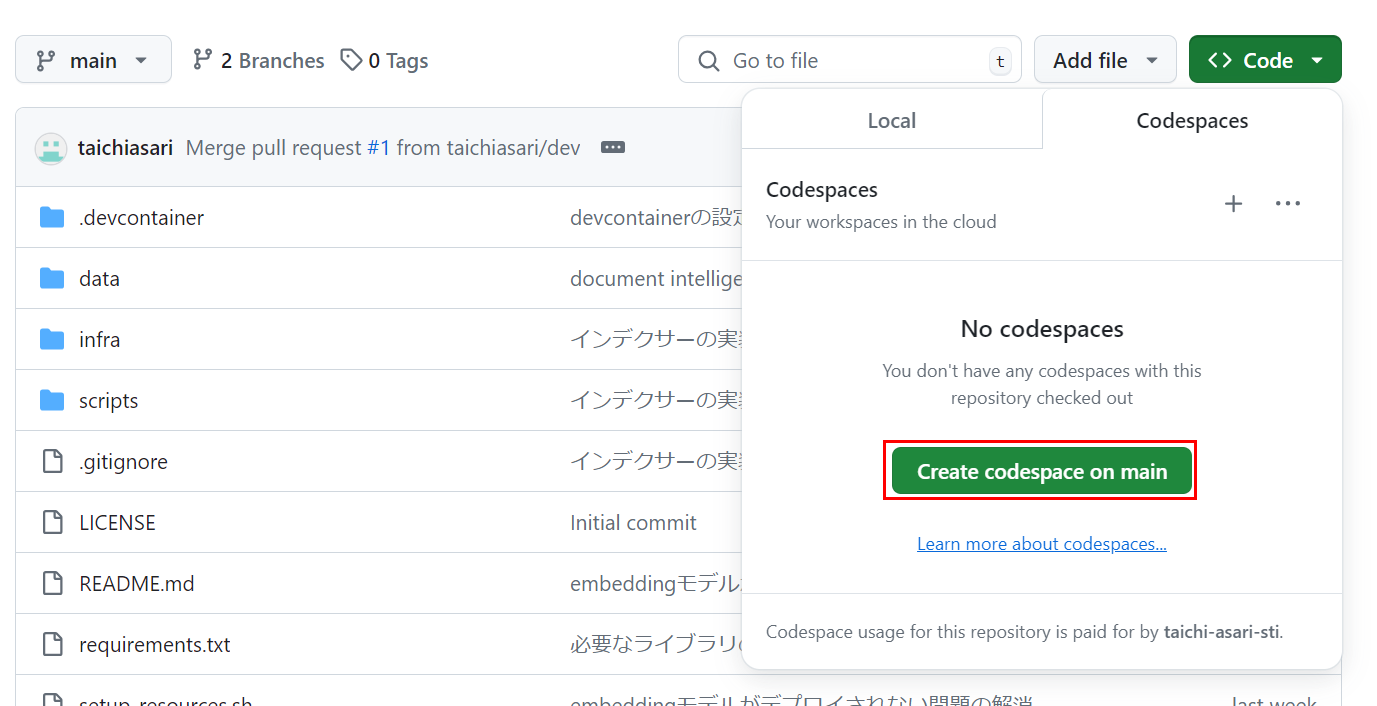 main
2 Branches
0 Tags
Go to file
t
Add file
Code
Local
Codespaces
taichiasari Merge pull request #1 from taichiasari/dev
Codespaces
Your workspaces in the cloud
.devcontainer
devcontainerの設
data
document intellige
infra
インデクサーの実
scripts
インデクサーの実
.gitignore
インデクサーの実
LICENSE
Initial commit
README.md
embeddingモデル
requirements.txt
必要なライブラリ
setup_resources.sh
embeddingモデルがデプロイされない問題の解消
last week
No codespaces
You don't have any codespaces with this
repository checked out
Create codespace on main
Learn more about codespaces...
Codespace usage for this repository is paid for by taichi-asari-sti.